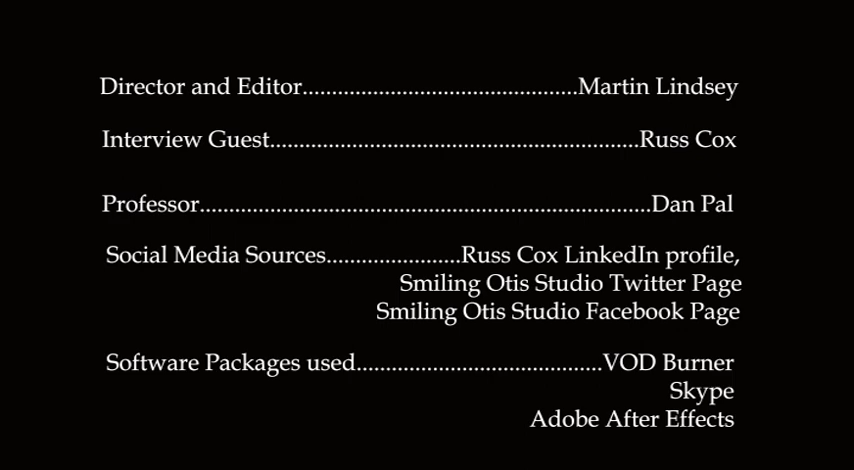 Director and Editor...............................................Martin Lindsey
Interview Guest...............................................................Russ Cox
Professor.............................................................................Dan Pal
Social Media Sources.......................Russ Cox LinkedIn profile,
Smiling Otis Studio Twitter Page
Smiling Otis Studio Facebook Page
Software Packages used..........................................VOD Burner
Skype
Adobe After Effects